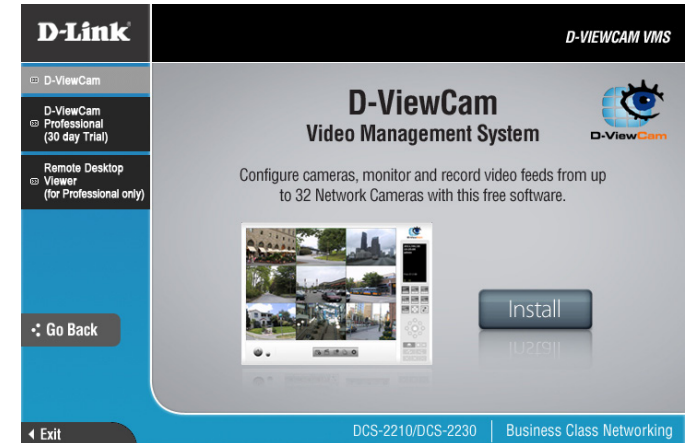 D-Link
D-VIEWCAM VMS
D-ViewCam
D-ViewCam
Professional
(30 day Trial)
Remote Desktop
Viewer
(for Professional only)
Go Back
Exit
D-ViewCam
Video Management System
D-ViewCam
Configure cameras, monitor and record video feeds from up
to 32 Network Cameras with this free software.
Install
DCS-2210/DCS-2230
Business Class Networking